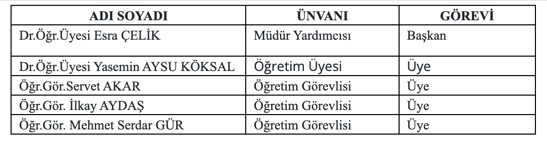 ADI SOYADI ÜNVANI GÖREVİ
Dr.Öğr.Üyesi Esra ÇELİK Müdür Yardımcısı Başkan
Dr.Öğr.Üyesi Yasemin AYSU KÖKSAL Öğretim Üyesi Üye
Öğr.Gör.Servet AKAR Öğretim Görevlisi Üye
Öğr.Gör. İlkay AYDAŞ Öğretim Görevlisi Üye
Öğr.Gör. Mehmet Serdar GÜR Öğretim Görevlisi Üye